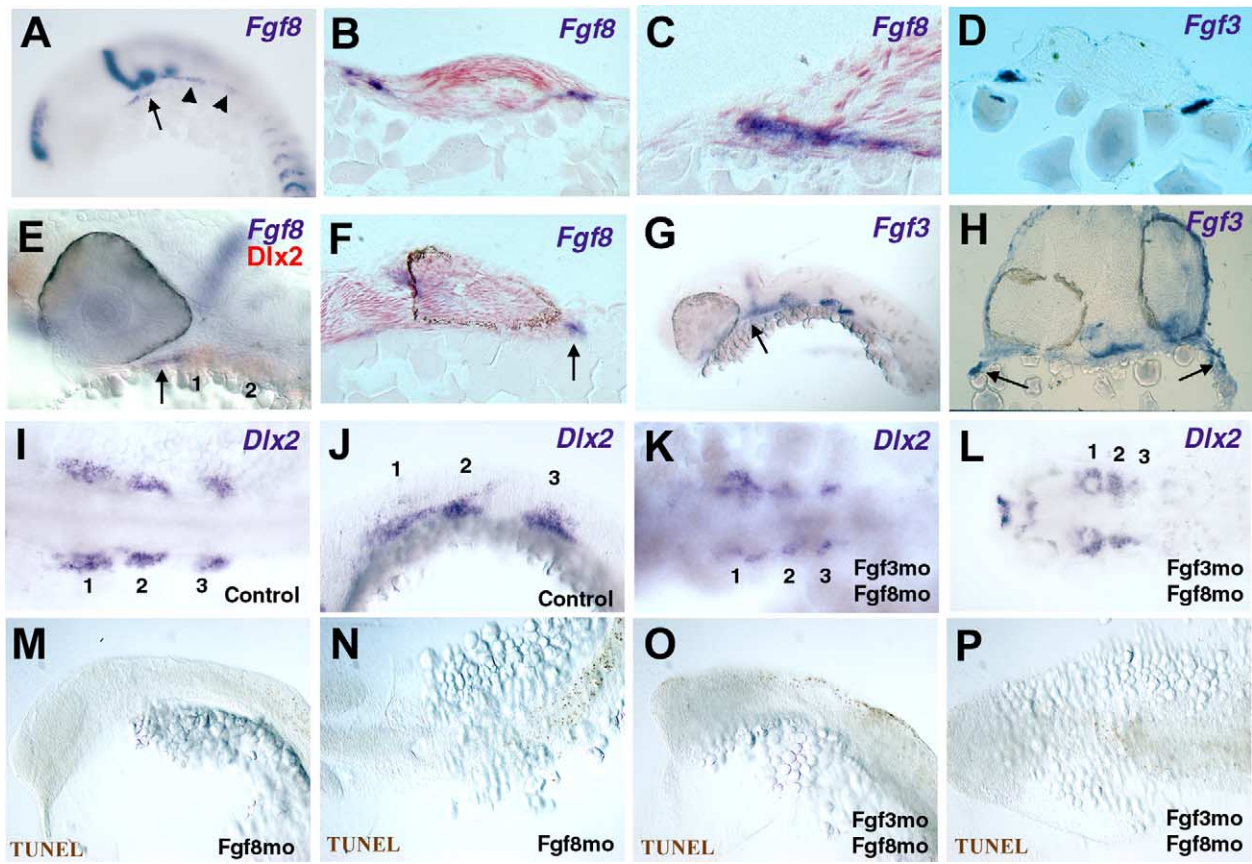 A Fgf8
B Fgf8
C Fgf8
D Fgf3
E Fgf8
Dlx2
1 2
F Fgf8
G Fgf3
H Fgf3
I Dlx2
1 2 3
Control
J Dlx2
1 2 3
Control
K Dlx2
1 2 3
Fgf3mo
Fgf8mo
L Dlx2
1 2 3
Fgf3mo
Fgf8mo
M
TUNEL Fgf8mo
N
TUNEL Fgf8mo
O
Fgf3mo
TUNEL Fgf8mo
P
Fgf3mo
TUNEL Fgf8mo